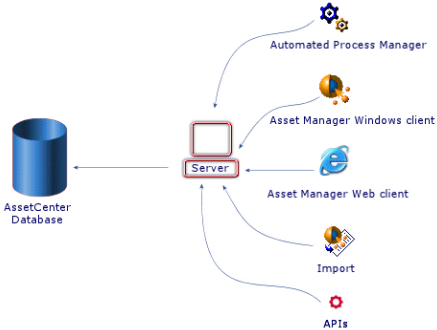 Automated Process Manager
Asset Manager Windows client
Server
Asset Manager Web client
AssetCenter
Database
Import
APIs